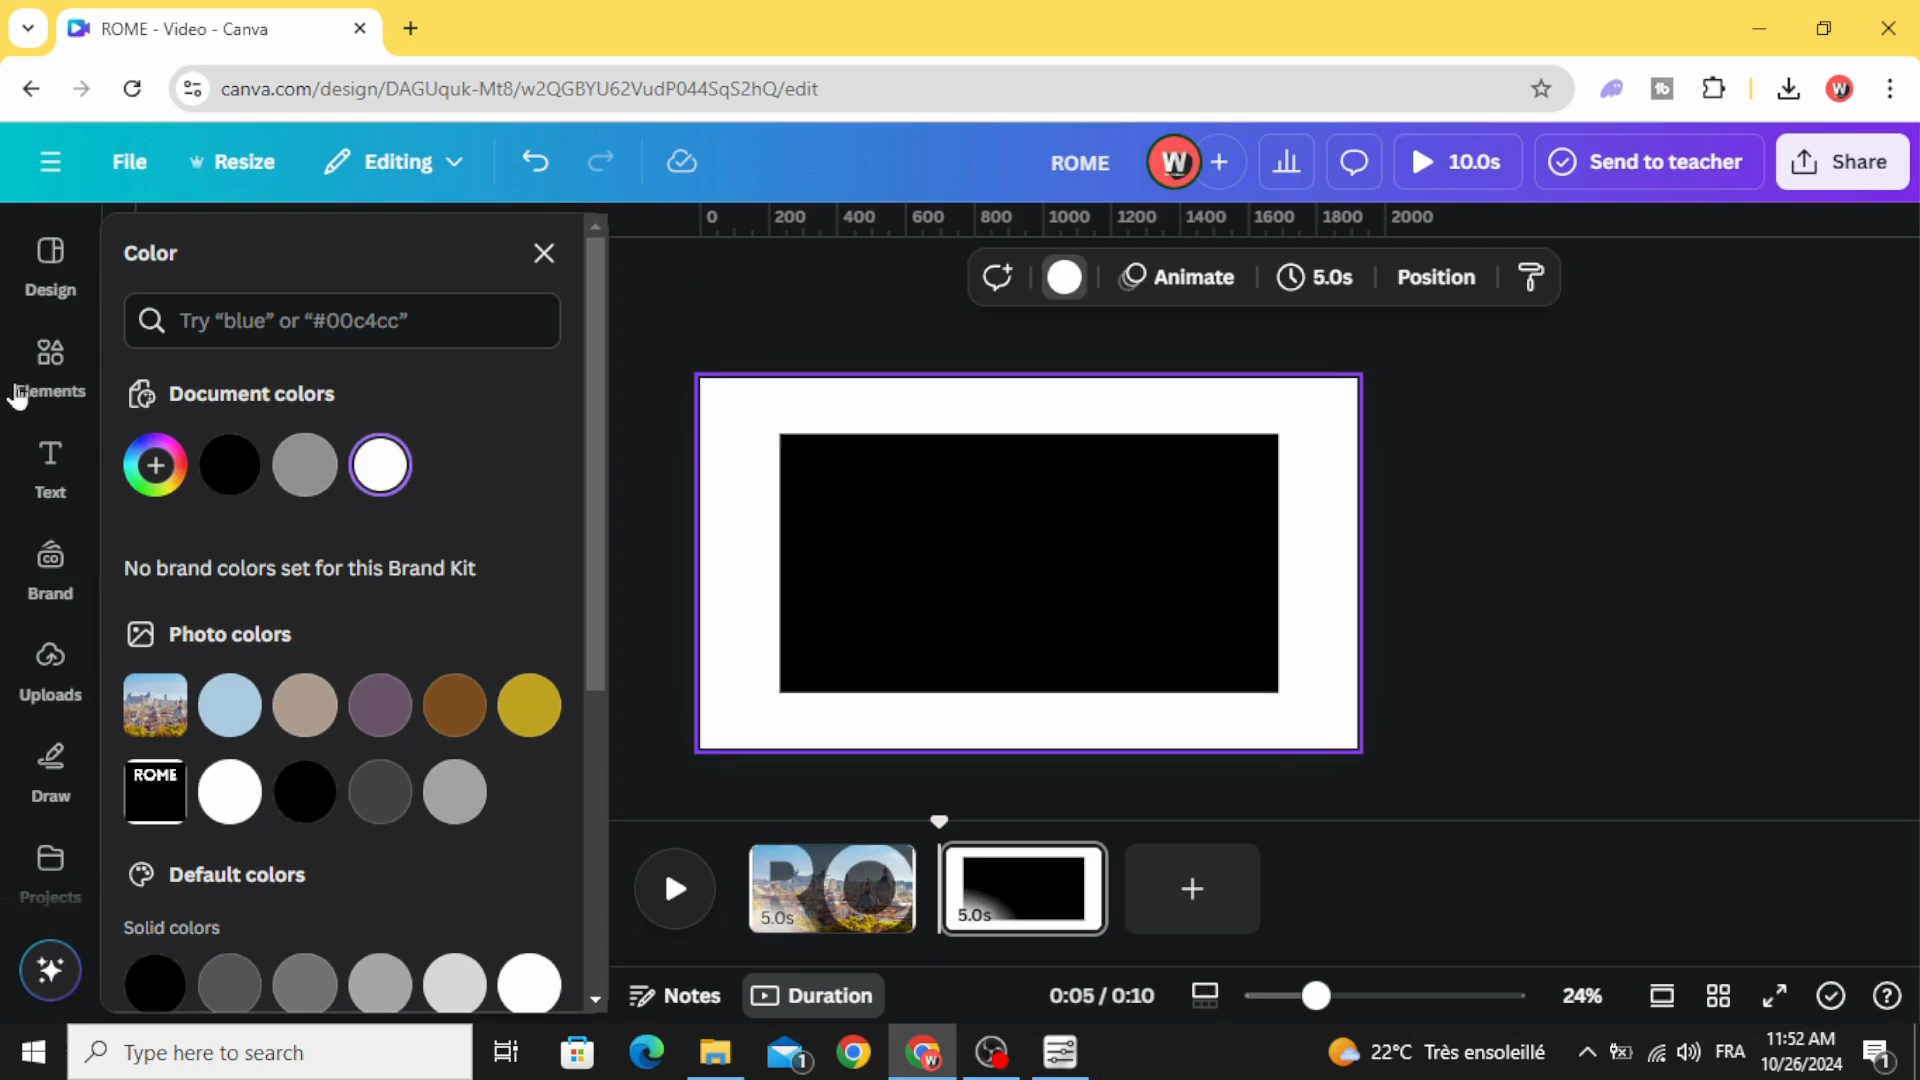 ROME - Video - Canva
canva.com/design/DAGUquk-Mt8/w2QGBYU62VudP044SqS2hQ/edit
File
Resize
Editing
ROME
W
10.0s
Send to teacher
Share
0 200 400 600 800 1000 1200 1400 1600 1800 2000
Design
Elements
Text
Brand
Uploads
Draw
Projects
Color
Try “blue” or “#00c4cc”
Document colors
No brand colors set for this Brand Kit
Photo colors
ROME
Default colors
Solid colors
Animate
5.0s
Position
RO
5.0s
5.0s
Notes
Duration
0:05 / 0:10
24%
Type here to search
1
22°C Très ensoleillé
FRA
11:52 AM
10/26/2024
1